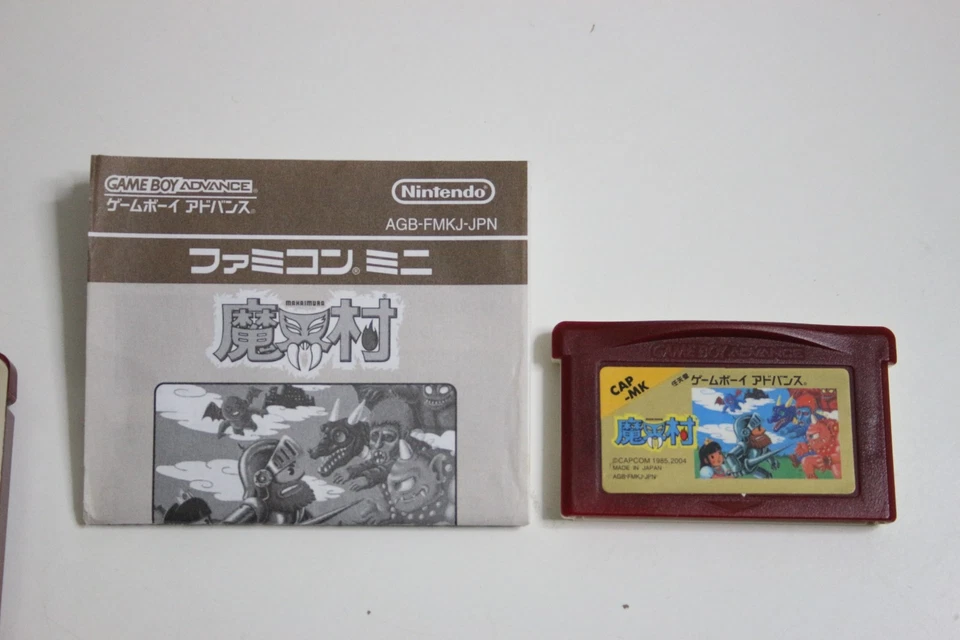 GAME BOY ADVANCE
ゲームボーイ アドバンス®
Nintendo®
AGB-FMKJ-JPN
ファミコン®ミニ
MAKAIMURA
魔界村
GAME BOY ADVANCE
CAP
-MK
任天堂 ゲームボーイ アドバンス®
魔界村
©CAPCOM 1985,2004
MADE IN JAPAN
AGB-FMKJ-JPN